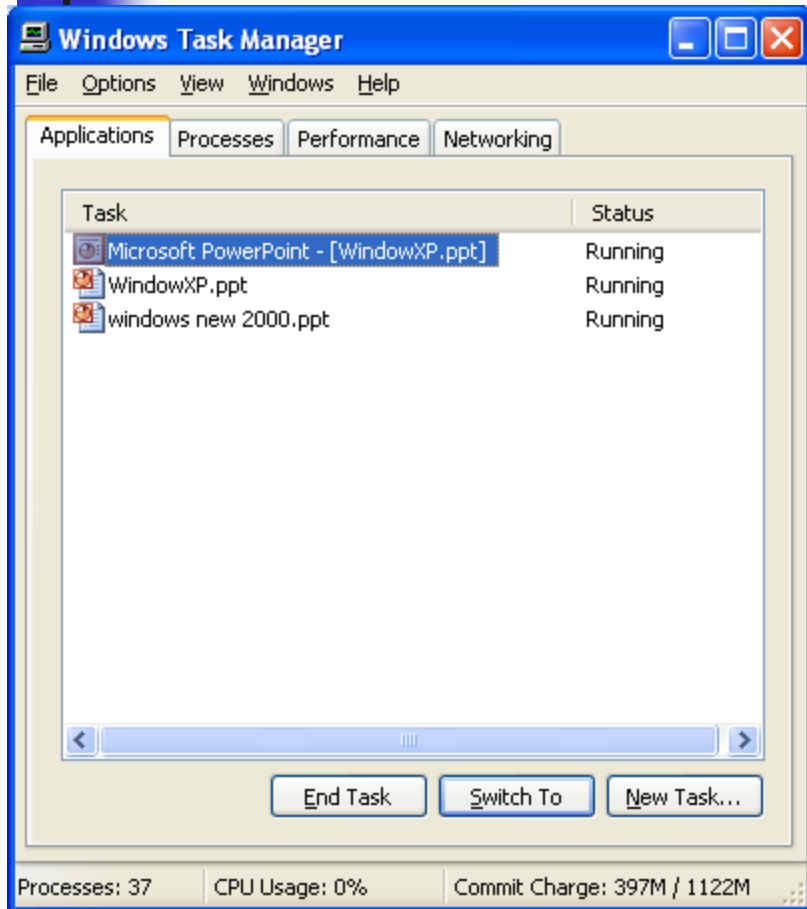 Windows Task Manager
File Options View Windows Help
Applications Processes Performance Networking
Task Status
Microsoft PowerPoint - [WindowXP.ppt] Running
WindowXP.ppt Running
windows new 2000.ppt Running
End Task Switch To New Task...
Processes: 37 CPU Usage: 0% Commit Charge: 397M / 1122M